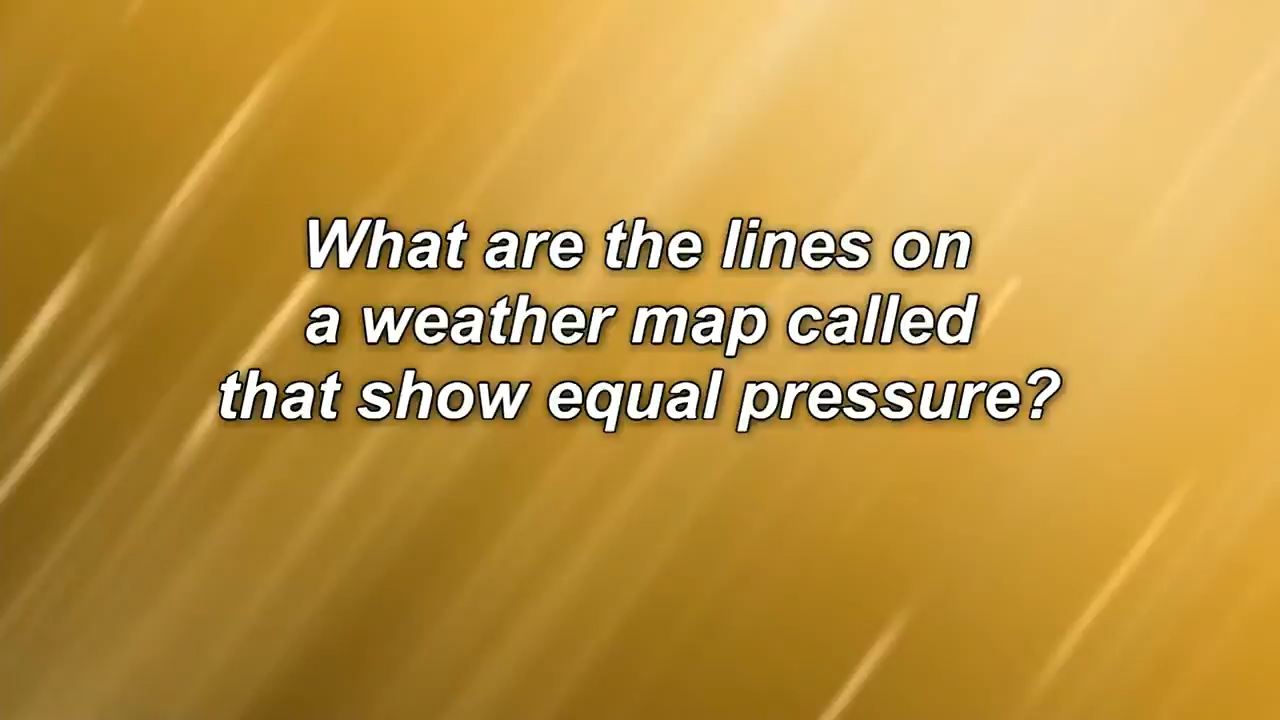 What are the lines on
a weather map called
that show equal pressure?